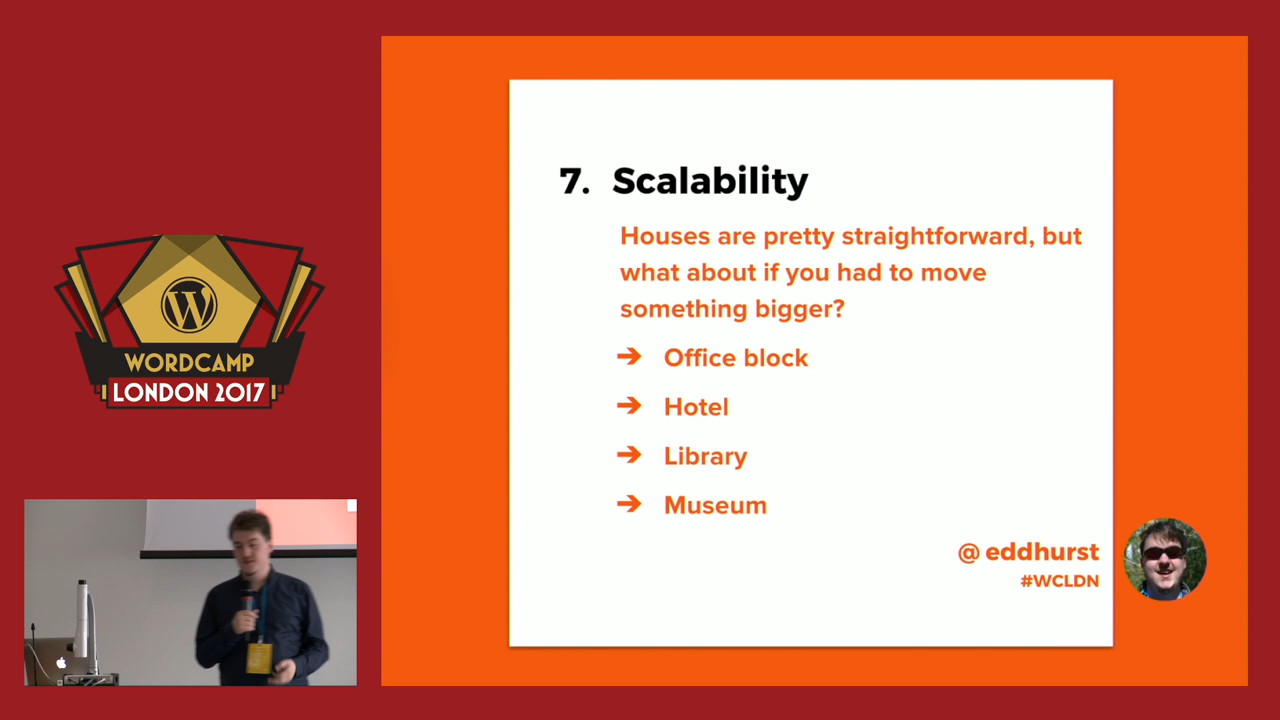 WORDCAMP
LONDON 2017
7. Scalability
Houses are pretty straightforward, but
what about if you had to move
something bigger?
➔ Office block
➔ Hotel
➔ Library
➔ Museum
@ eddhurst
#WCLDN